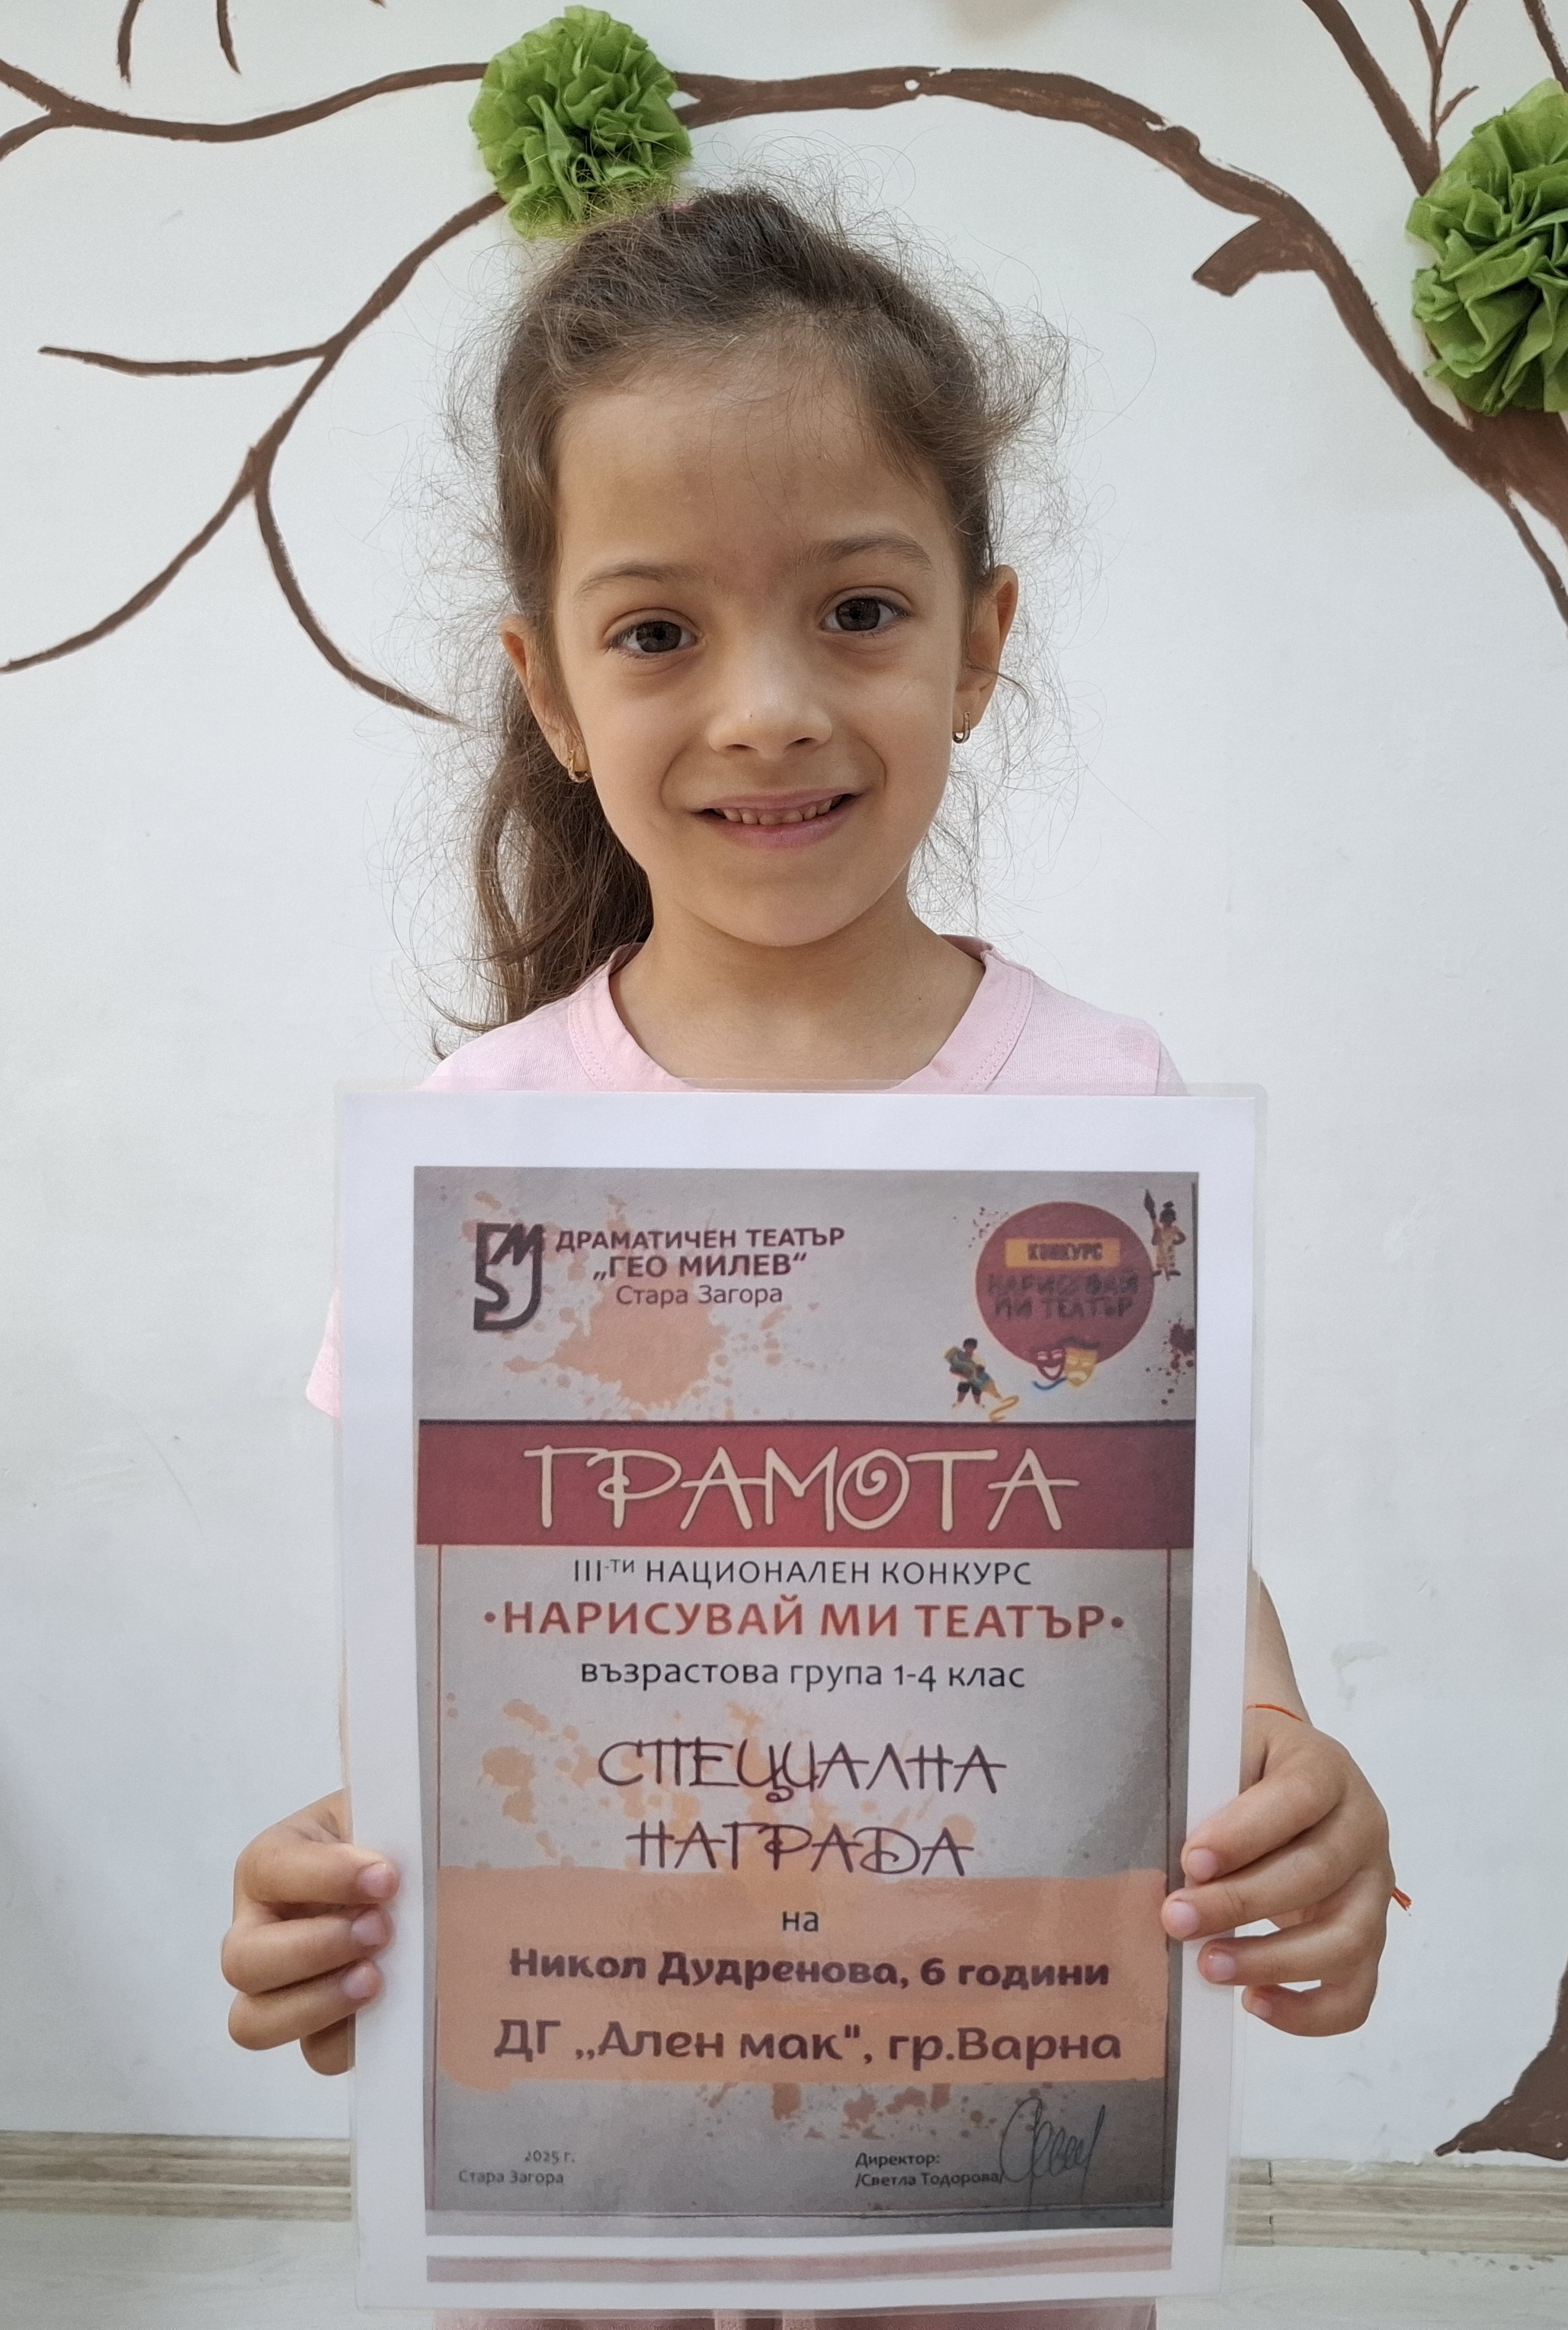 ДРАМАТИЧЕН ТЕАТЪР
„ГЕО МИЛЕВ“
Стара Загора
КОНКУРС
НАРИСУВАЙ
МИ ТЕАТЪР
ГРАМОТА
III-ТИ НАЦИОНАЛЕН КОНКУРС
•НАРИСУВАЙ МИ ТЕАТЪР•
възрастова група 1-4 клас
СПЕЦИАЛНА
НАГРАДА
на
Никол Дудренова, 6 години
ДГ „Ален мак", гр.Варна
2025 г.
Стара Загора
Директор:
/Светла Тодорова/